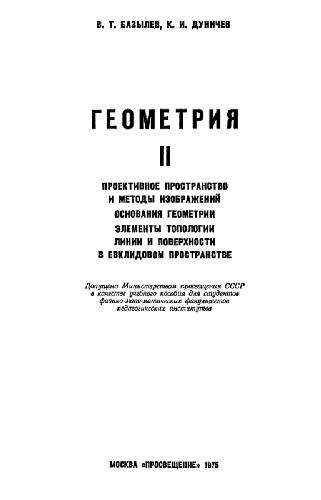 В. Т. БАЗЫЛЕВ, К. И. ДУНИЧЕВ
ГЕОМЕТРИЯ
II
ПРОЕКТИВНОЕ ПРОСТРАНСТВО
И МЕТОДЫ ИЗОБРАЖЕНИЙ
ОСНОВАНИЯ ГЕОМЕТРИИ
ЭЛЕМЕНТЫ ТОПОЛОГИИ
ЛИНИИ И ПОВЕРХНОСТИ
В ЕВКЛИДОВОМ ПРОСТРАНСТВЕ
Допущено Министерством просвещения СССР
в качестве учебного пособия для студентов
физико-математических факультетов
педагогических институтов
МОСКВА «ПРОСВЕЩЕНИЕ» 1975